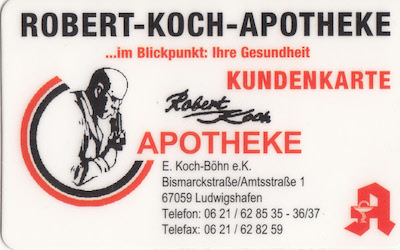 ROBERT-KOCH-APOTHEKE
...im Blickpunkt: Ihre Gesundheit
KUNDENKARTE
Robert Koch
APOTHEKE
E. Koch-Böhn e.K.
Bismarckstraße/Amtsstraße 1
67059 Ludwigshafen
Telefon: 06 21 / 62 85 35 - 36/37
Telefax: 06 21 / 62 82 59